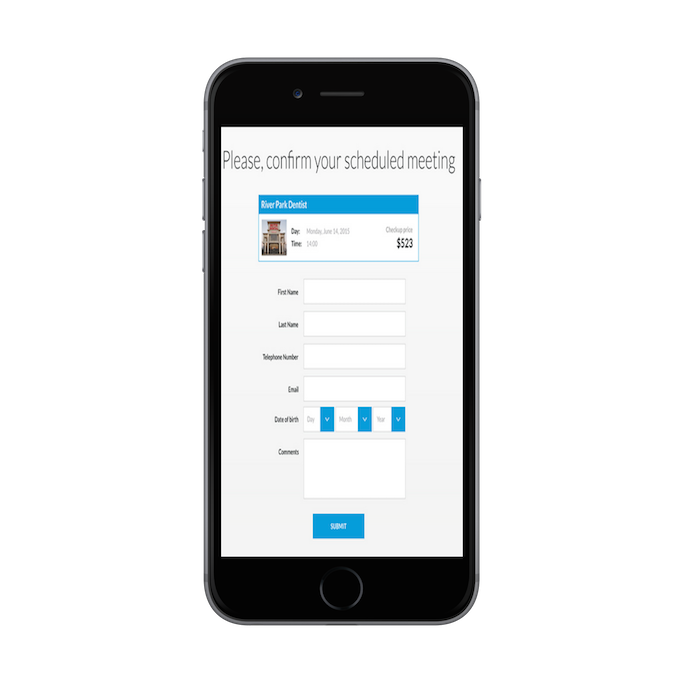 Please, confirm your scheduled meeting
River Park Dentist
Day: Monday, June 14, 2015
Checkup price
Time: 14:00
$523
First Name
Last Name
Telephone Number
Email
Date of birth Day Month Year
Comments
SUBMIT